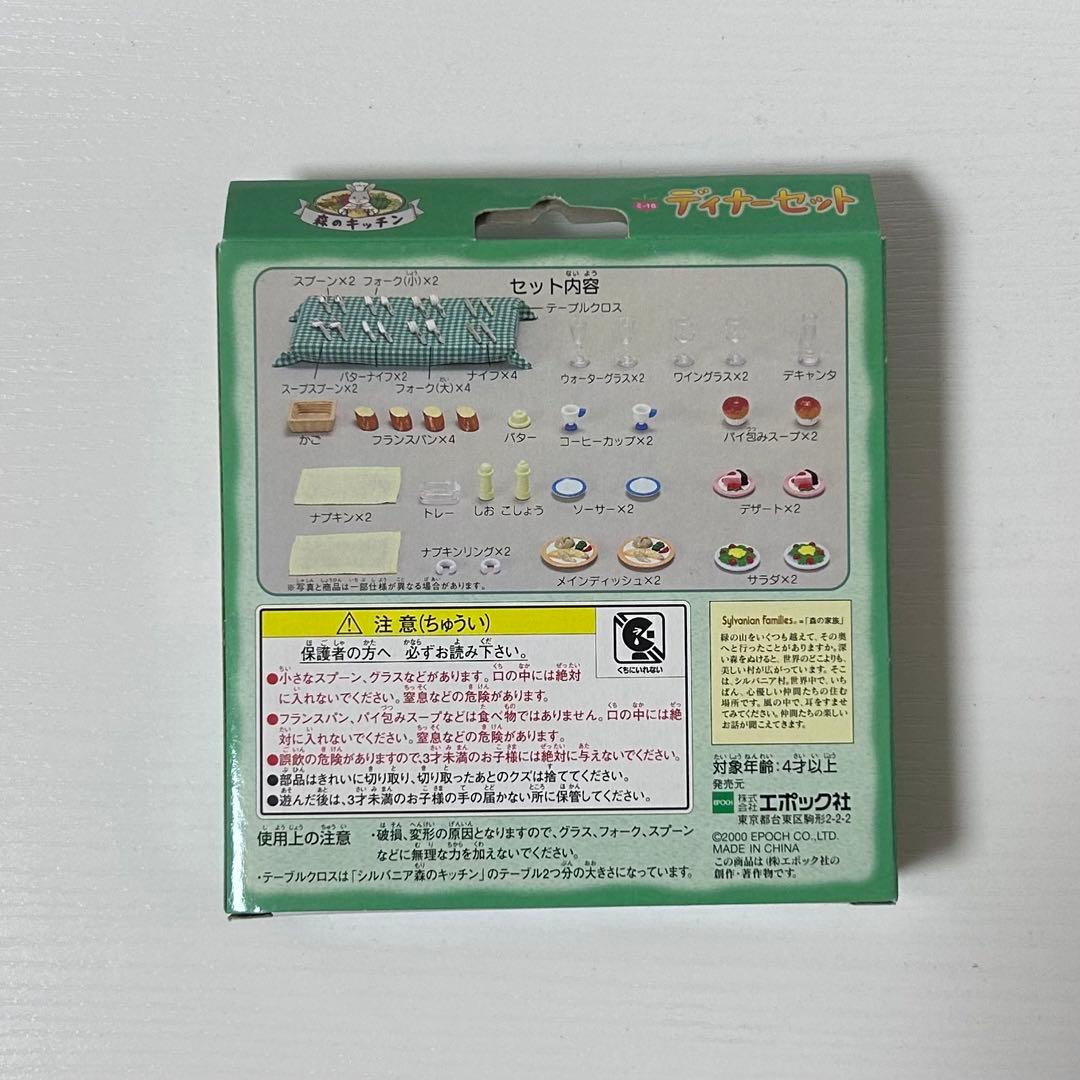 森のキッチン
ミ-16 ディナーセット
セット内容
スプーン×2 フォーク(小)×2
テーブルクロス
スープスプーン×2 バターナイフ×2 フォーク(大)×4 ナイフ×4
ウォーターグラス×2 ワイングラス×2 デキャンタ
かご フランスパン×4 バター コーヒーカップ×2 パイ包みスープ×2
ナプキン×2 トレー しお こしょう ソーサー×2 デザート×2
ナプキンリング×2 メインディッシュ×2 サラダ×2
※写真と商品は一部仕様が異なる場合があります。
注意(ちゅうい)
保護者の方へ 必ずお読み下さい。
くちにいれない
●小さなスプーン、グラスなどがあります。口の中には絶対
に入れないでください。窒息などの危険があります。
●フランスパン、パイ包みスープなどは食べ物ではありません。口の中には絶
対に入れないでください。窒息などの危険があります。
●誤飲の危険がありますので、3才未満のお子様には絶対に与えないでください。
●部品はきれいに切り取り、切り取ったあとのクズは捨ててください。
●遊んだ後は、3才未満のお子様の手の届かない所に保管してください。
使用上の注意
・破損、変形の原因となりますので、グラス、フォーク、スプーン
などに無理な力を加えないでください。
・テーブルクロスは「シルバニア森のキッチン」のテーブル2つ分の大きさになっています。
Sylvanian Families®=「森の家族」
緑の山をいくつも越えて、その奥
へと行ったことがありますか。深
い森をぬけると、世界のどこよりも、
美しい村が広がっています。そこ
は、シルバニア村。世界中で、いち
ばん、心優しい仲間たちの住む
場所です。風の中で、耳をすませ
てみてください。仲間たちの楽しい
お話が聞こえてきます。
対象年齢:4才以上
発売元
EPOCH 株式会社 エポック社
東京都台東区駒形2-2-2
©2000 EPOCH CO.,LTD.
MADE IN CHINA
この商品は(株)エポック社の
創作・著作物です。